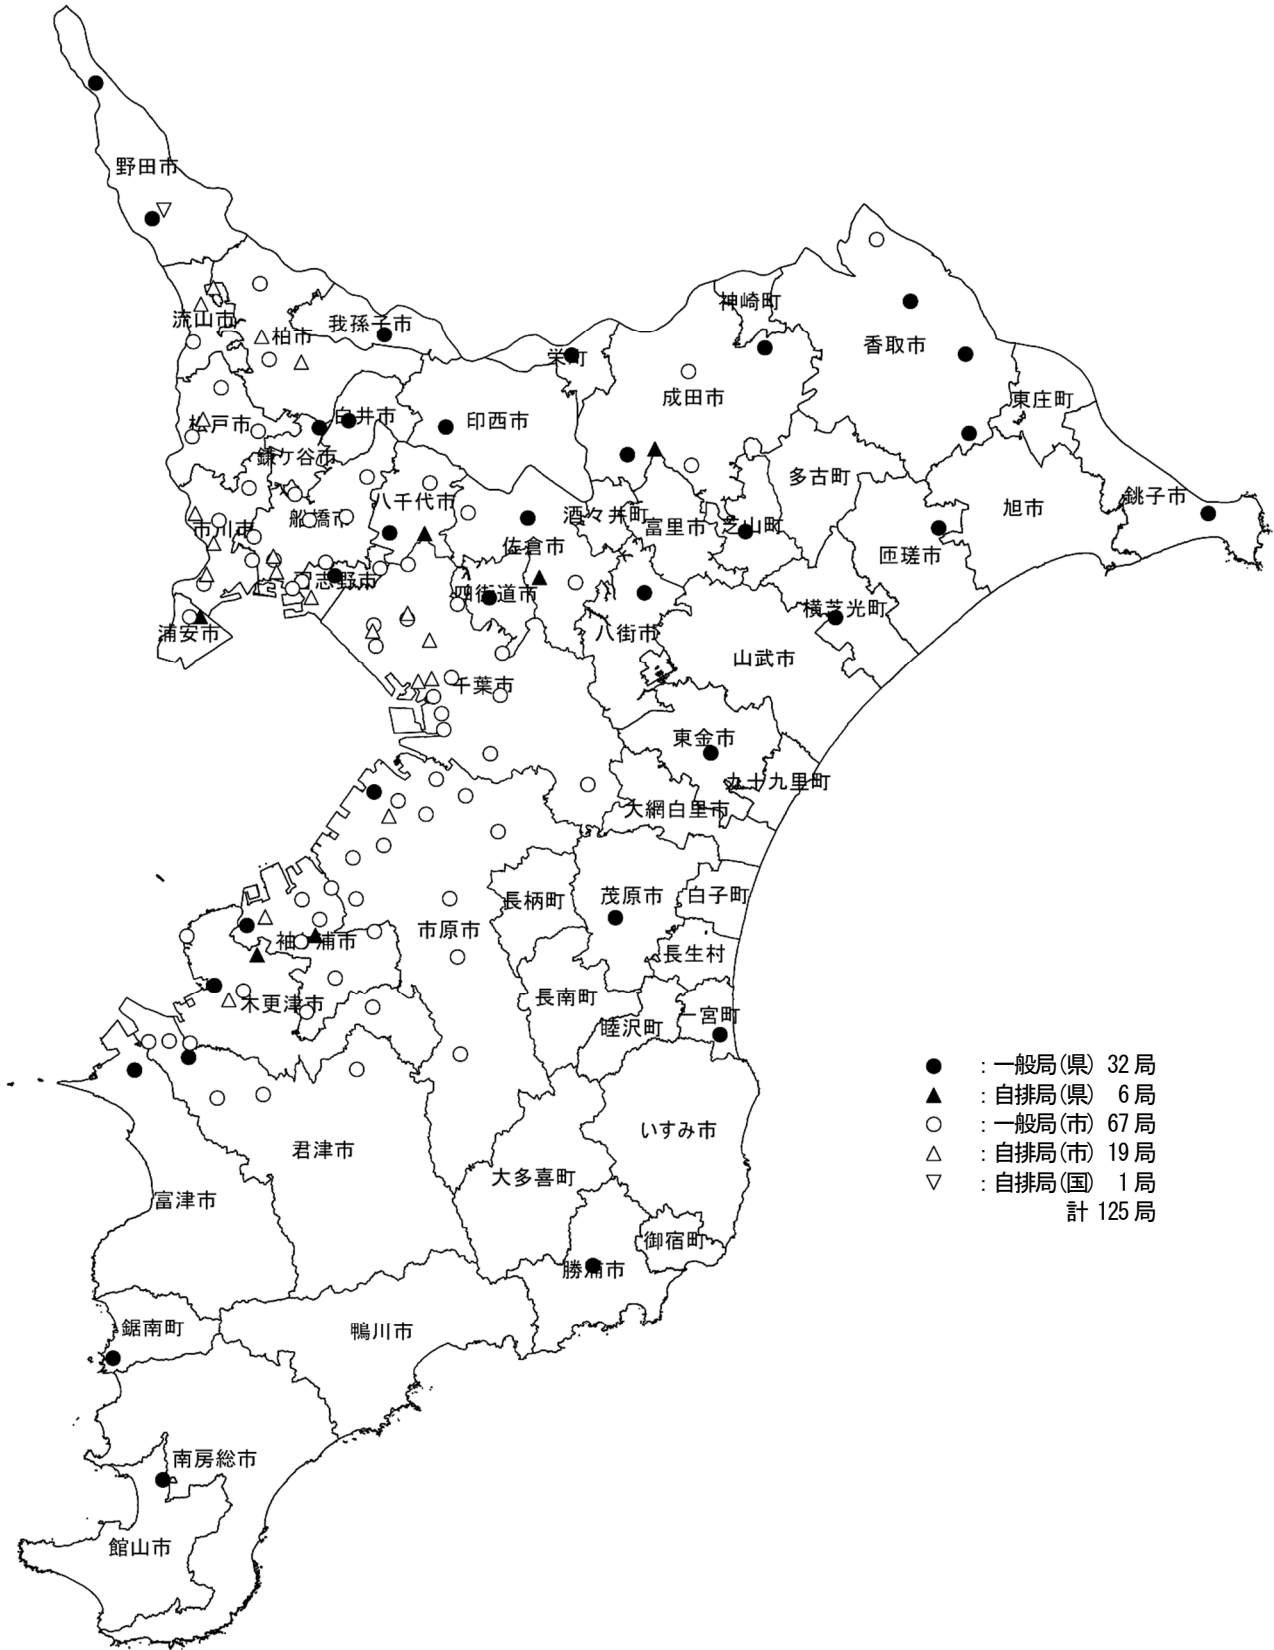 野田市
神崎町
流山市
我孫子市
柏市
香取市
栄町
成田市
東庄町
白井市
松戸市
印西市
鎌ケ谷市
多古町
八千代市
銚子市
旭市
酒々井町
船橋市
市川市
富里市
芝山町
佐倉市
匝瑳市
習志野市
四街道市
横芝光町
浦安市
八街市
山武市
千葉市
東金市
九十九里町
大網白里市
長柄町
茂原市
白子町
市原市
袖ケ浦市
長生村
長南町
木更津市
一宮町
睦沢町
いすみ市
君津市
大多喜町
富津市
御宿町
勝浦市
鋸南町
鴨川市
南房総市
館山市
● : 一般局(県) 32局
▲ : 自排局(県) 6局
○ : 一般局(市) 67局
△ : 自排局(市) 19局
▽ : 自排局(国) 1局
計 125局